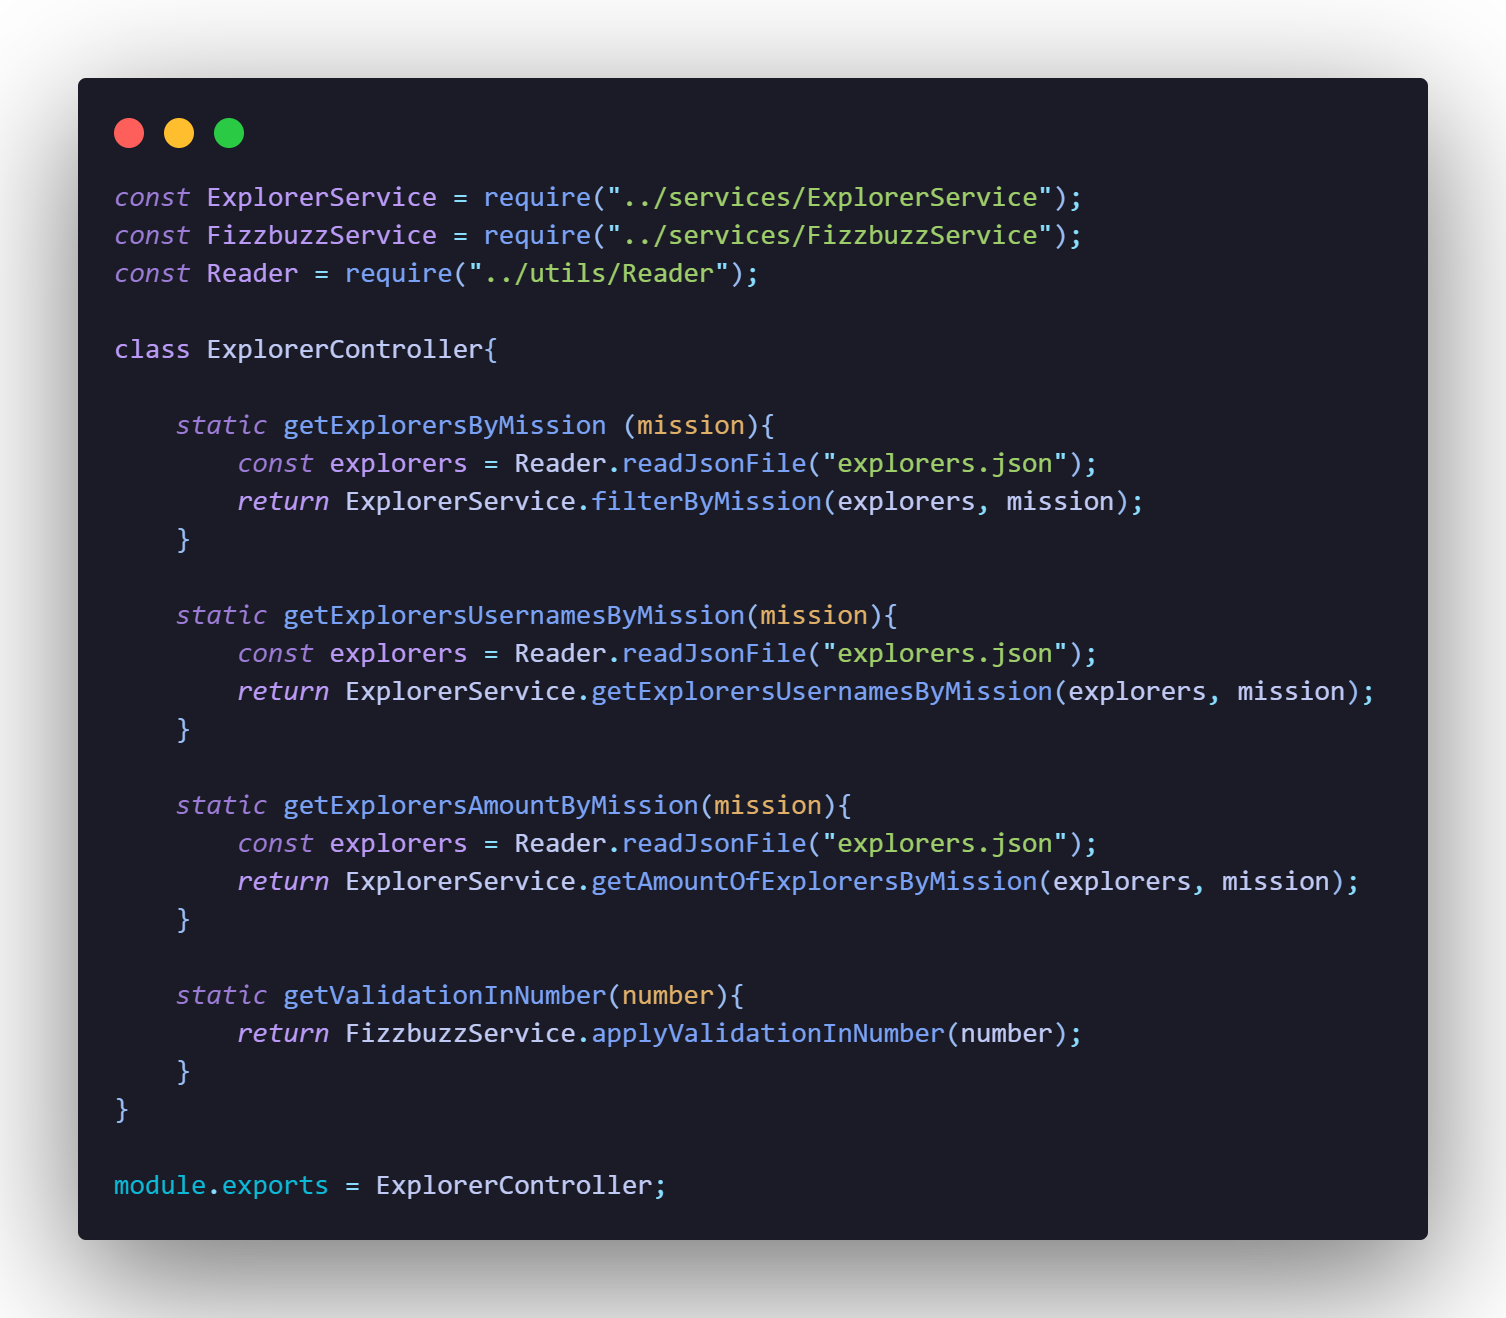 const ExplorerService = require("../services/ExplorerService");
const FizzbuzzService = require("../services/FizzbuzzService");
const Reader = require("../utils/Reader");

class ExplorerController{

    static getExplorersByMission (mission){
        const explorers = Reader.readJsonFile("explorers.json");
        return ExplorerService.filterByMission(explorers, mission);
    }

    static getExplorersUsernamesByMission(mission){
        const explorers = Reader.readJsonFile("explorers.json");
        return ExplorerService.getExplorersUsernamesByMission(explorers, mission);
    }

    static getExplorersAmountByMission(mission){
        const explorers = Reader.readJsonFile("explorers.json");
        return ExplorerService.getAmountOfExplorersByMission(explorers, mission);
    }

    static getValidationInNumber(number){
        return FizzbuzzService.applyValidationInNumber(number);
    }
}

module.exports = ExplorerController;